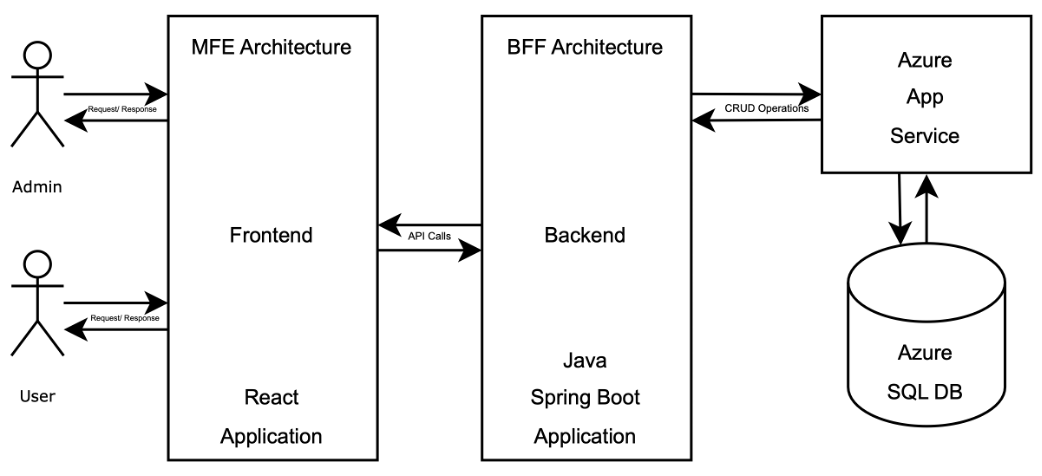 MFE Architecture
BFF Architecture
Azure
App
Service
Request/ Response
CRUD Operations
Admin
Frontend
API Calls
Backend
Request/ Response
User
React
Application
Java
Spring Boot
Application
Azure
SQL DB